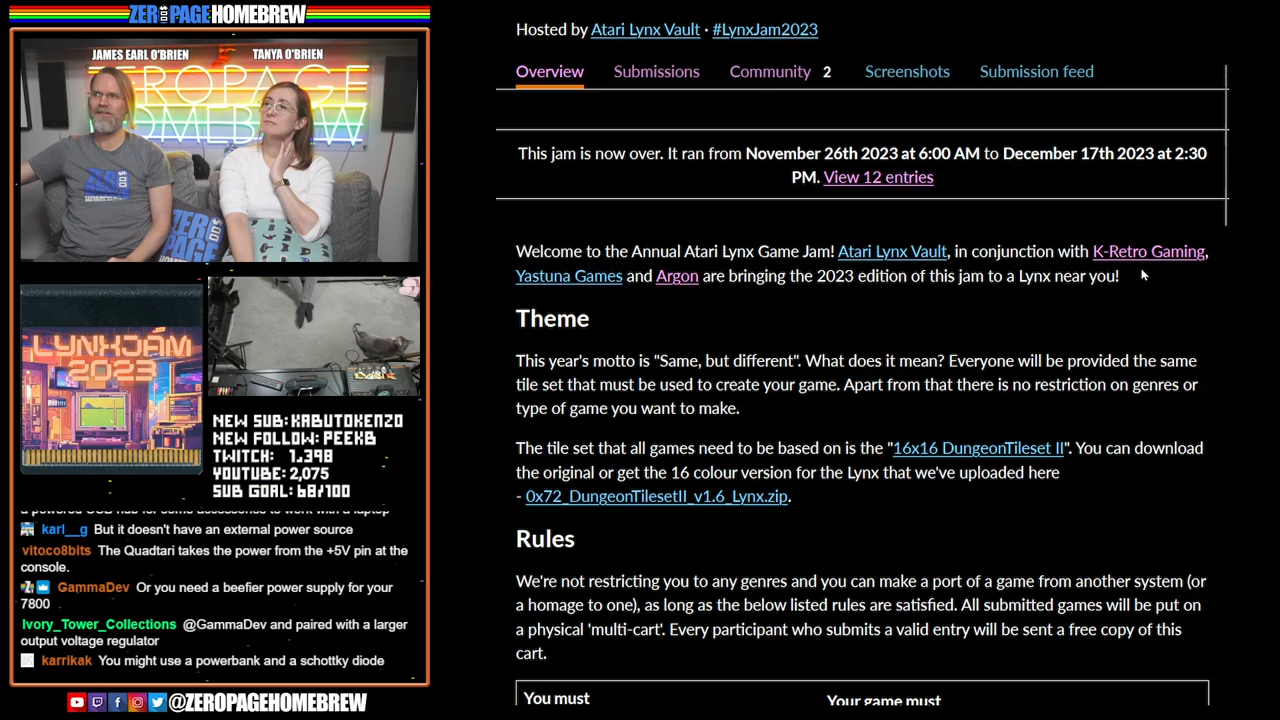 ZEROPAGE HOMEBREW
JAMES EARL O'BRIEN
TANYA O'BRIEN
LYNXJAM
2023
NEW SUB: KABUTOKENZO
NEW FOLLOW: PEEKB
TWITCH: 1,398
YOUTUBE: 2,075
SUB GOAL: 68/100
a powered USB hub for some accessories to work with a laptop
karl__g But it doesn't have an external power source
vitoco8bits The Quadtari takes the power from the +5V pin at the
console.
GammaDev Or you need a beefier power supply for your
7800
Ivory_Tower_Collections @GammaDev and paired with a larger
output voltage regulator
karrikak You might use a powerbank and a schottky diode
@ZEROPAGEHOMEBREW
Hosted by Atari Lynx Vault · #LynxJam2023
Overview Submissions Community 2 Screenshots Submission feed
This jam is now over. It ran from November 26th 2023 at 6:00 AM to December 17th 2023 at 2:30
PM. View 12 entries
Welcome to the Annual Atari Lynx Game Jam! Atari Lynx Vault, in conjunction with K-Retro Gaming,
Yastuna Games and Argon are bringing the 2023 edition of this jam to a Lynx near you!
Theme
This year's motto is "Same, but different". What does it mean? Everyone will be provided the same
tile set that must be used to create your game. Apart from that there is no restriction on genres or
type of game you want to make.
The tile set that all games need to be based on is the "16x16 DungeonTileset II". You can download
the original or get the 16 colour version for the Lynx that we've uploaded here
- 0x72_DungeonTilesetII_v1.6_Lynx.zip.
Rules
We're not restricting you to any genres and you can make a port of a game from another system (or
a homage to one), as long as the below listed rules are satisfied. All submitted games will be put on
a physical 'multi-cart'. Every participant who submits a valid entry will be sent a free copy of this
cart.
You must Your game must